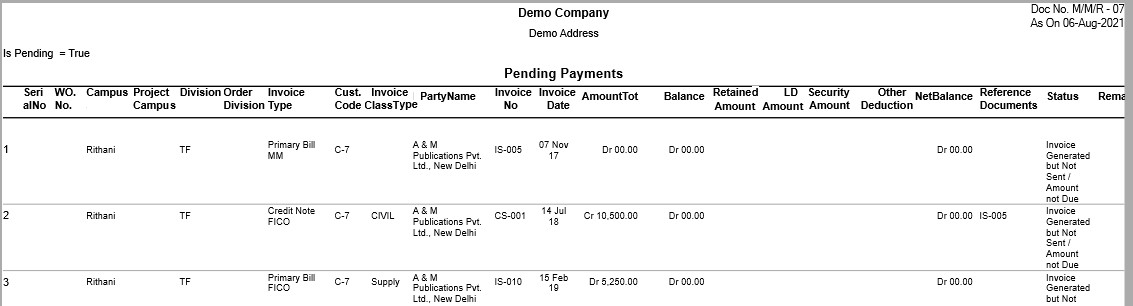 Demo Company
Doc No. M/M/R - 07
As On 06-Aug-2021
Demo Address
Is Pending = True
Pending Payments
Seri alNo WO. No. Campus Project Campus Division Order Division Invoice Type Cust. Code Invoice ClassType PartyName Invoice No Invoice Date AmountTot Balance Retained Amount LD Amount Security Amount Other Deduction NetBalance Reference Documents Status Rema
1 Rithani TF Primary Bill MM C-7 A & M Publications Pvt. Ltd., New Delhi IS-005 07 Nov 17 Dr 00.00 Dr 00.00 Dr 00.00 Invoice Generated but Not Sent / Amount not Due
2 Rithani TF Credit Note FICO C-7 CIVIL A & M Publications Pvt. Ltd., New Delhi CS-001 14 Jul 18 Cr 10,500.00 Dr 00.00 Dr 00.00 IS-005 Invoice Generated but Not Sent / Amount not Due
3 Rithani TF Primary Bill FICO C-7 Supply A & M Publications Pvt. Ltd., New Delhi IS-010 15 Feb 19 Dr 5,250.00 Dr 00.00 Dr 00.00 Invoice Generated but Not